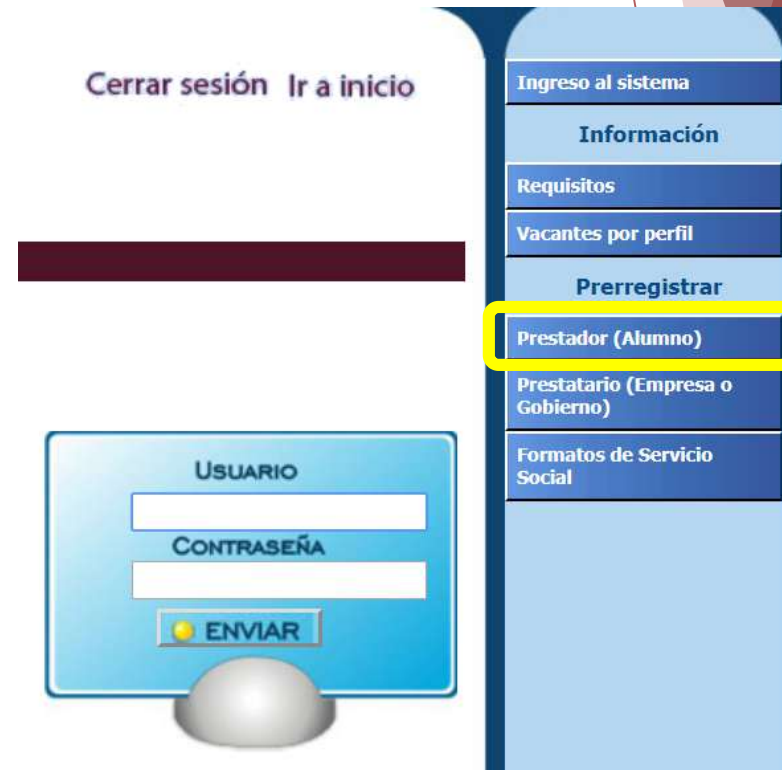 Cerrar sesión Ir a inicio
USUARIO
CONTRASEÑA
ENVIAR
Ingreso al sistema
Información
Requisitos
Vacantes por perfil
Prerregistrar
Prestador (Alumno)
Prestatario (Empresa o
Gobierno)
Formatos de Servicio
Social